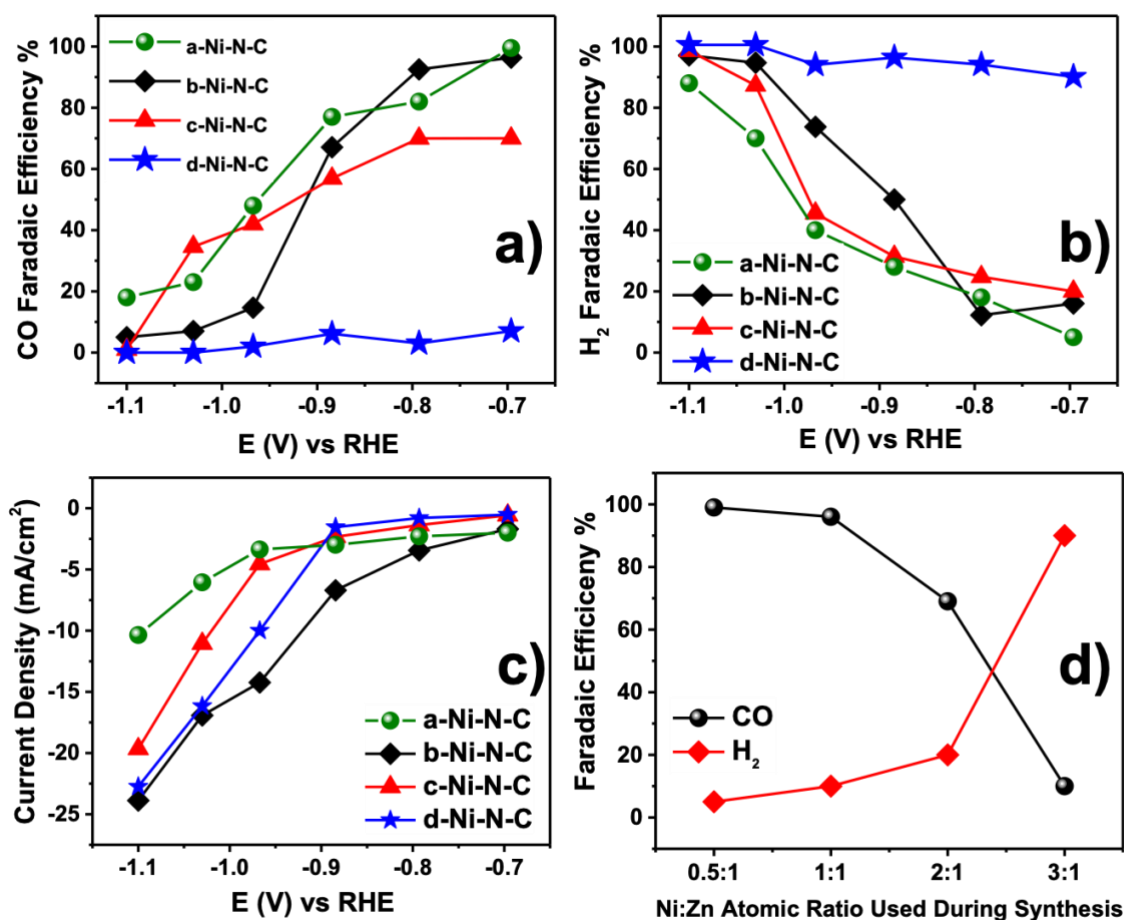 CO Faradaic Efficiency %
100
80
60
40
20
0
a-Ni-N-C
b-Ni-N-C
c-Ni-N-C
d-Ni-N-C
a)
-1.1 -1.0 -0.9 -0.8 -0.7
E (V) vs RHE
H₂ Faradaic Efficiency %
100
80
60
40
20
0
a-Ni-N-C
b-Ni-N-C
c-Ni-N-C
d-Ni-N-C
b)
-1.1 -1.0 -0.9 -0.8 -0.7
E (V) vs RHE
Current Density (mA/cm²)
0
-5
-10
-15
-20
-25
c)
a-Ni-N-C
b-Ni-N-C
c-Ni-N-C
d-Ni-N-C
-1.1 -1.0 -0.9 -0.8 -0.7
E (V) vs RHE
Faradaic Efficiceny %
100
80
60
40
20
0
d)
CO
H₂
0.5:1 1:1 2:1 3:1
Ni:Zn Atomic Ratio Used During Synthesis